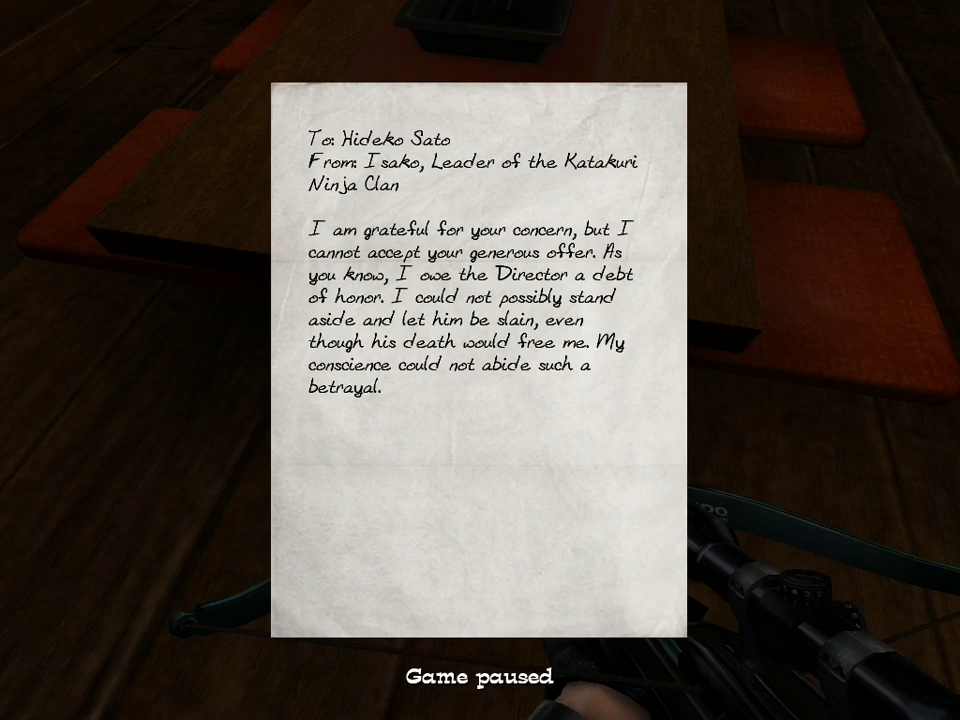 To: Hideko Sato
From: Isako, Leader of the Katakuri
Ninja Clan
I am grateful for your concern, but I
cannot accept your generous offer. As
you know, I owe the Director a debt
of honor. I could not possibly stand
aside and let him be slain, even
though his death would free me. My
conscience could not abide such a
betrayal.
Game paused